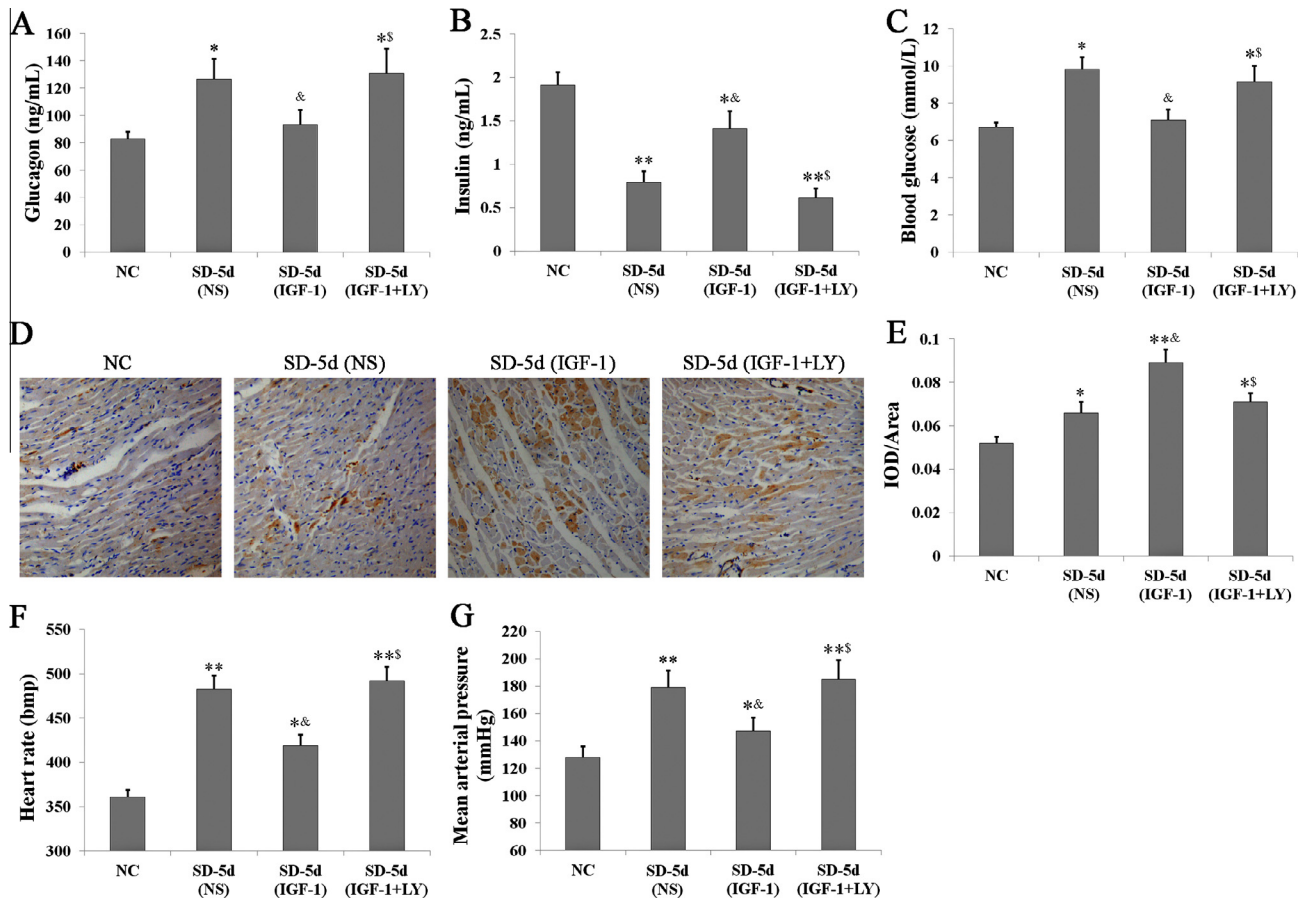 A
Glucagon (ng/mL)
160
140
120
100
80
60
40
20
0
*
&
*$
NC
SD-5d
(NS)
SD-5d
(IGF-1)
SD-5d
(IGF-1+LY)
B
Insulin (ng/mL)
2.5
2
1.5
1
0.5
0
**
*&
**$
NC
SD-5d
(NS)
SD-5d
(IGF-1)
SD-5d
(IGF-1+LY)
C
Blood glucose (mmol/L)
12
10
8
6
4
2
0
*
&
*$
NC
SD-5d
(NS)
SD-5d
(IGF-1)
SD-5d
(IGF-1+LY)
D
NC
SD-5d (NS)
SD-5d (IGF-1)
SD-5d (IGF-1+LY)
E
IOD/Area
0.1
0.08
0.06
0.04
0.02
0
*
**&
*$
NC
SD-5d
(NS)
SD-5d
(IGF-1)
SD-5d
(IGF-1+LY)
F
Heart rate (bmp)
550
500
450
400
350
300
**
*&
**$
NC
SD-5d
(NS)
SD-5d
(IGF-1)
SD-5d
(IGF-1+LY)
G
Mean arterial pressure
(mmHg)
220
200
180
160
140
120
100
80
60
**
*&
**$
NC
SD-5d
(NS)
SD-5d
(IGF-1)
SD-5d
(IGF-1+LY)